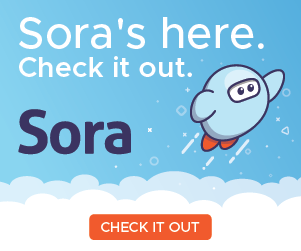 Sora's here.
Check it out.
Sora
CHECK IT OUT